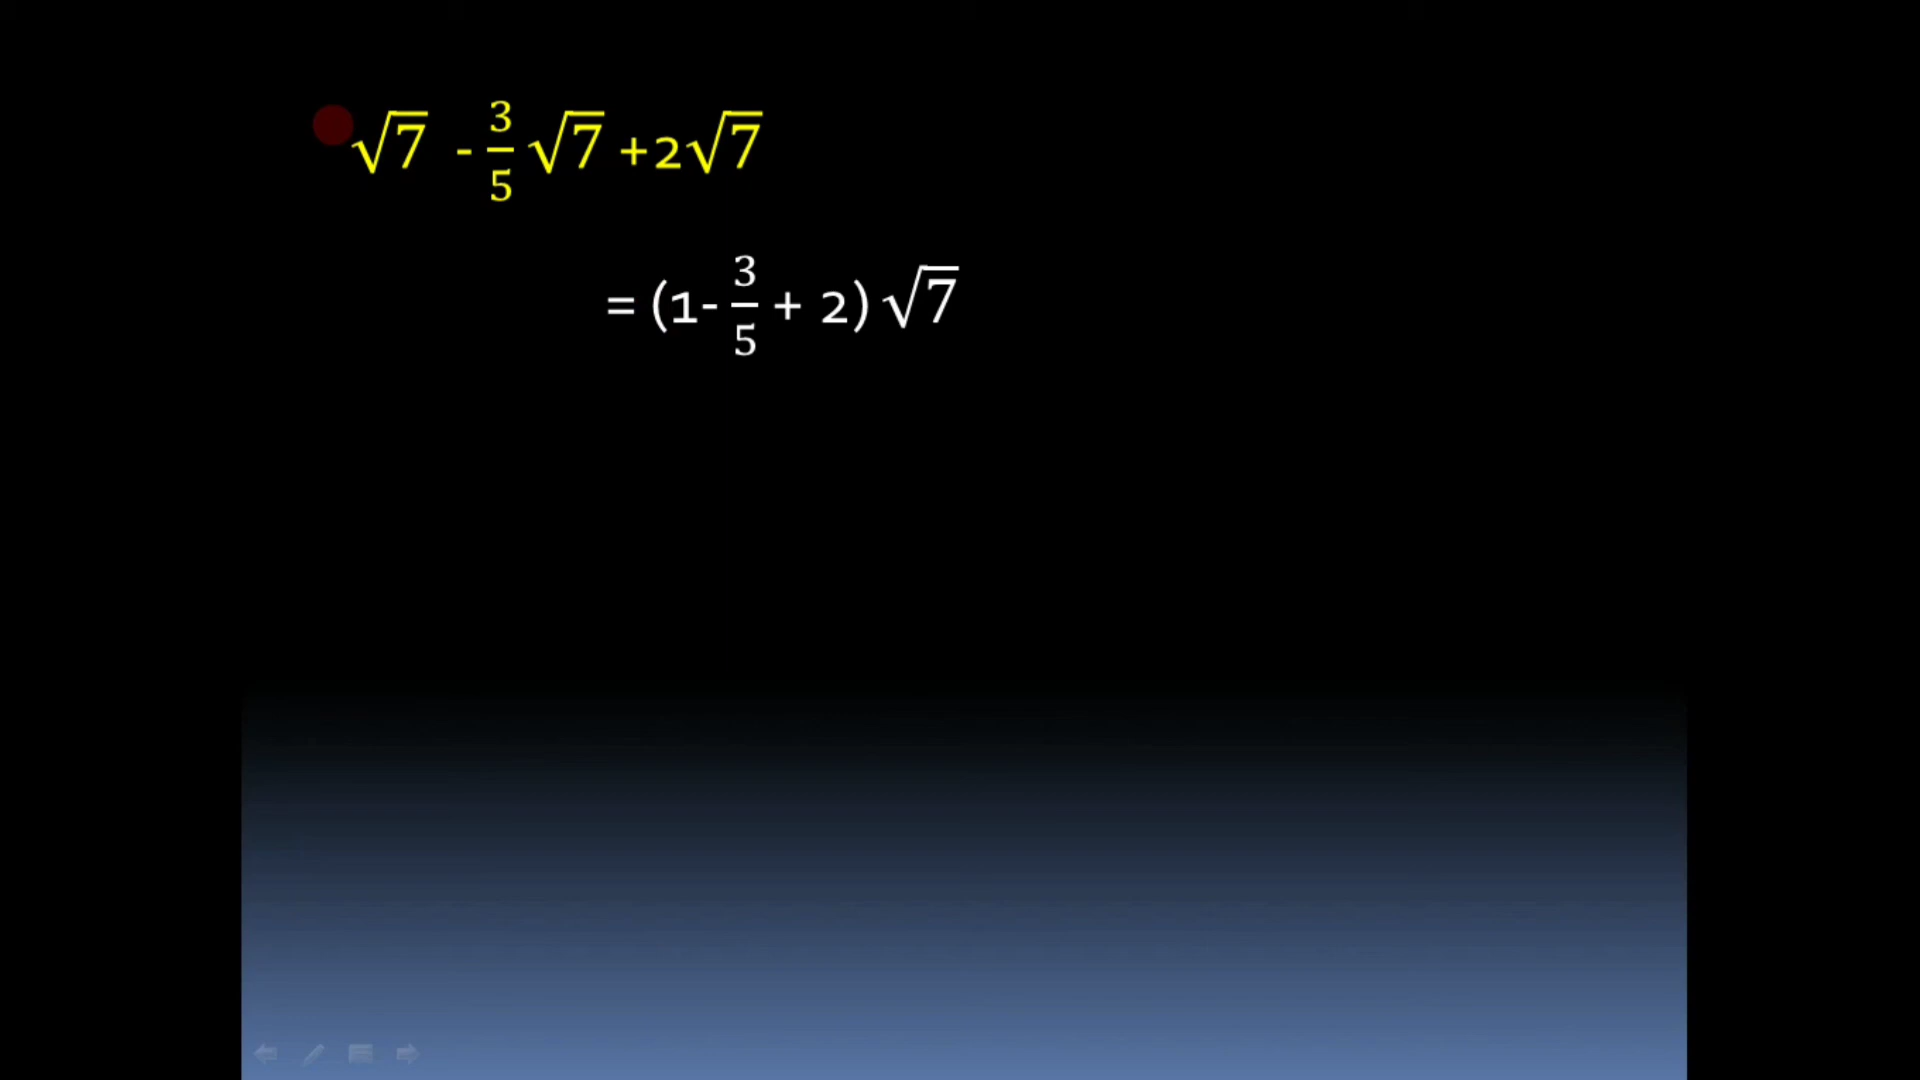 √7 - 3/5 √7 +2√7
= (1- 3/5 + 2) √7